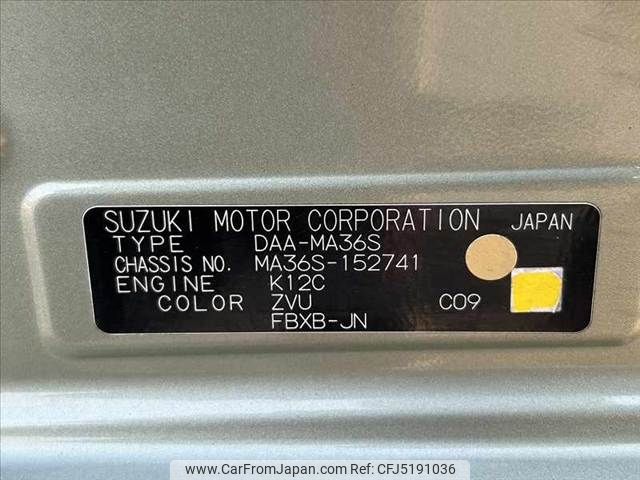 SUZUKI MOTOR CORPORATION JAPAN
TYPE DAA-MA36S
CHASSIS NO. MA36S-152741
ENGINE K12C
COLOR ZVU C09
FBXB-JN
www.CarFromJapan.com | CFJ5191036